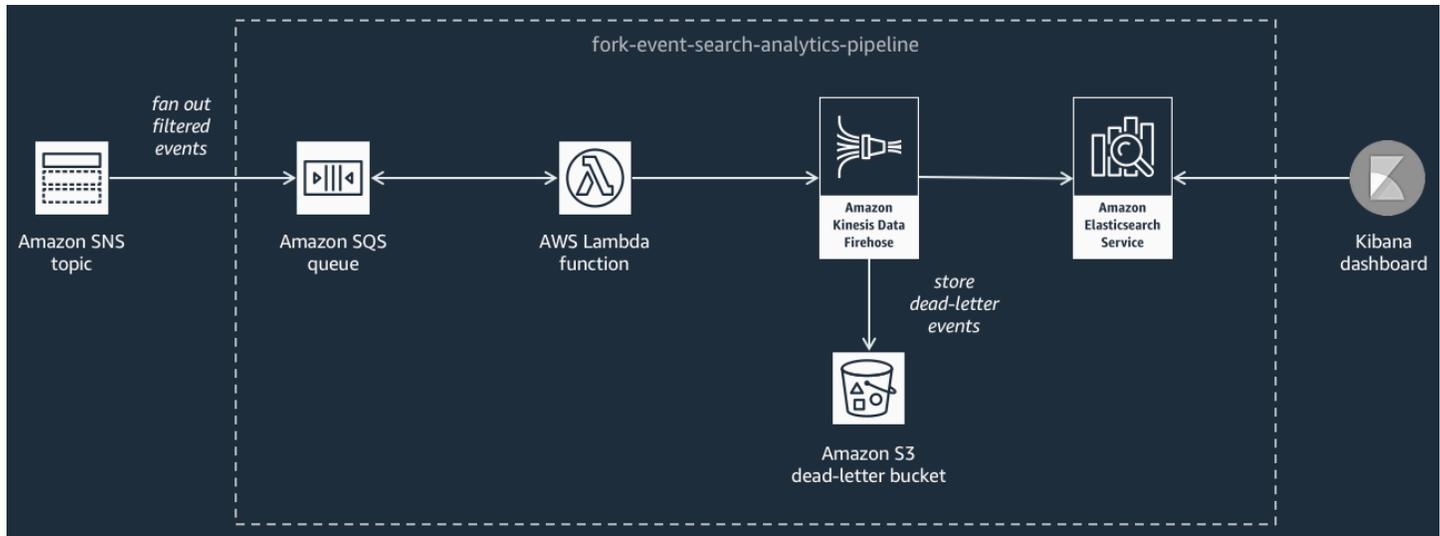 fork-event-search-analytics-pipeline
fan out
filtered
events
Amazon SNS
topic
Amazon SQS
queue
AWS Lambda
function
Amazon
Kinesis Data
Firehose
Amazon
Elasticsearch
Service
Kibana
dashboard
store
dead-letter
events
Amazon S3
dead-letter bucket